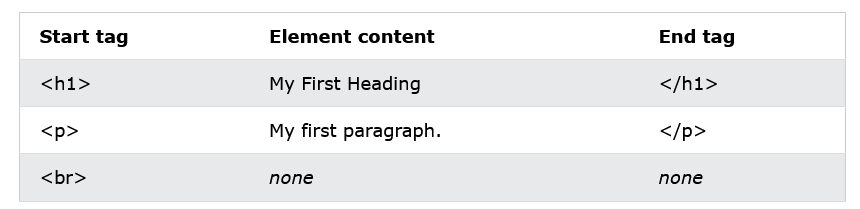 Start tag Element content End tag
<h1> My First Heading </h1>
<p> My first paragraph. </p>
<br> none none